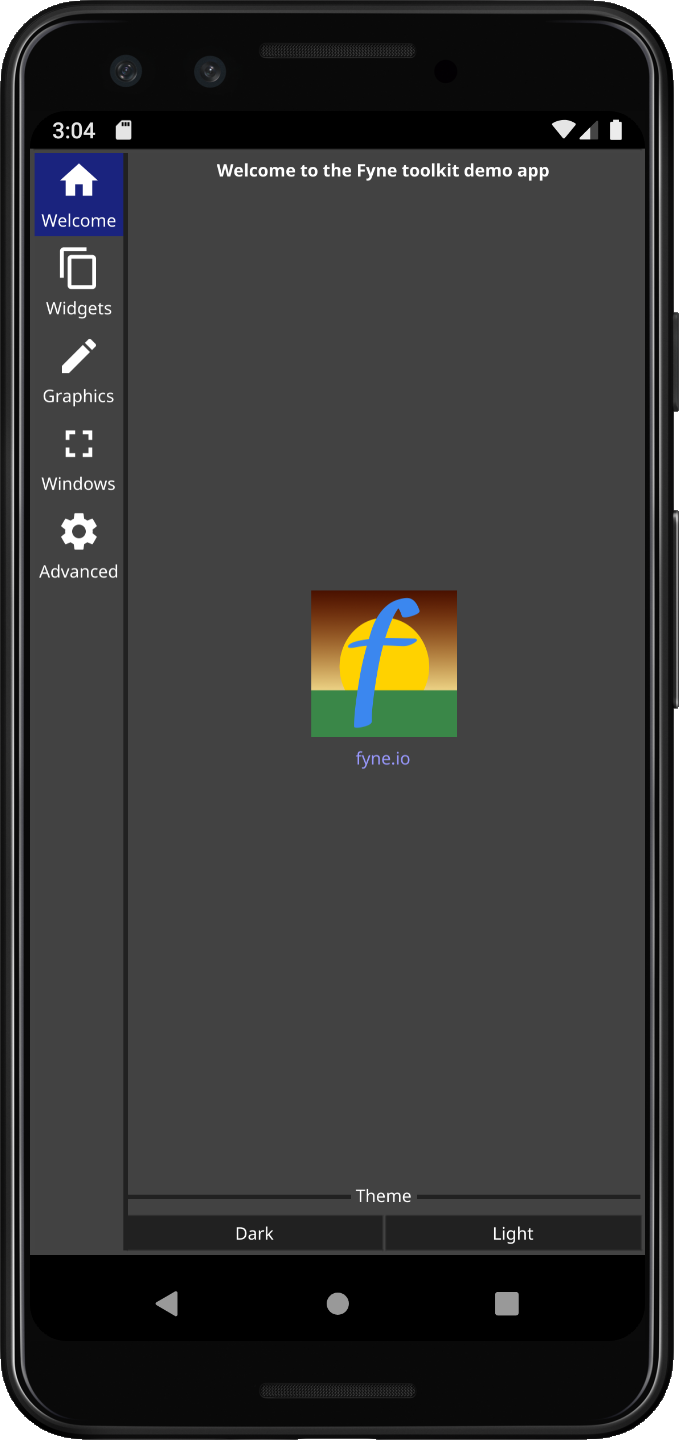 3:04
Welcome to the Fyne toolkit demo app
Welcome
Widgets
Graphics
Windows
Advanced
f
fyne.io
Theme
Dark
Light